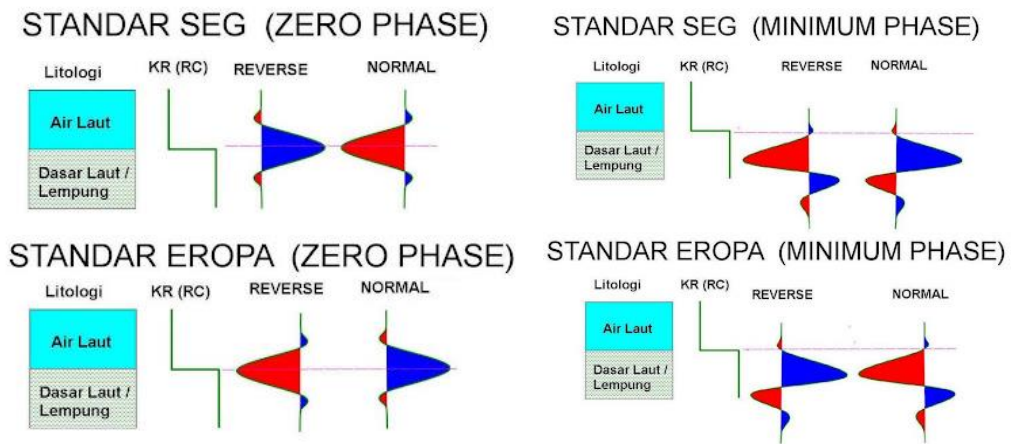 STANDAR SEG (ZERO PHASE)
Litologi KR (RC) REVERSE NORMAL
Air Laut
Dasar Laut /
Lempung
STANDAR SEG (MINIMUM PHASE)
Litologi KR (RC) REVERSE NORMAL
Air Laut
Dasar Laut /
Lempung
STANDAR EROPA (ZERO PHASE)
Litologi KR (RC) REVERSE NORMAL
Air Laut
Dasar Laut /
Lempung
STANDAR EROPA (MINIMUM PHASE)
Litologi KR (RC) REVERSE NORMAL
Air Laut
Dasar Laut /
Lempung